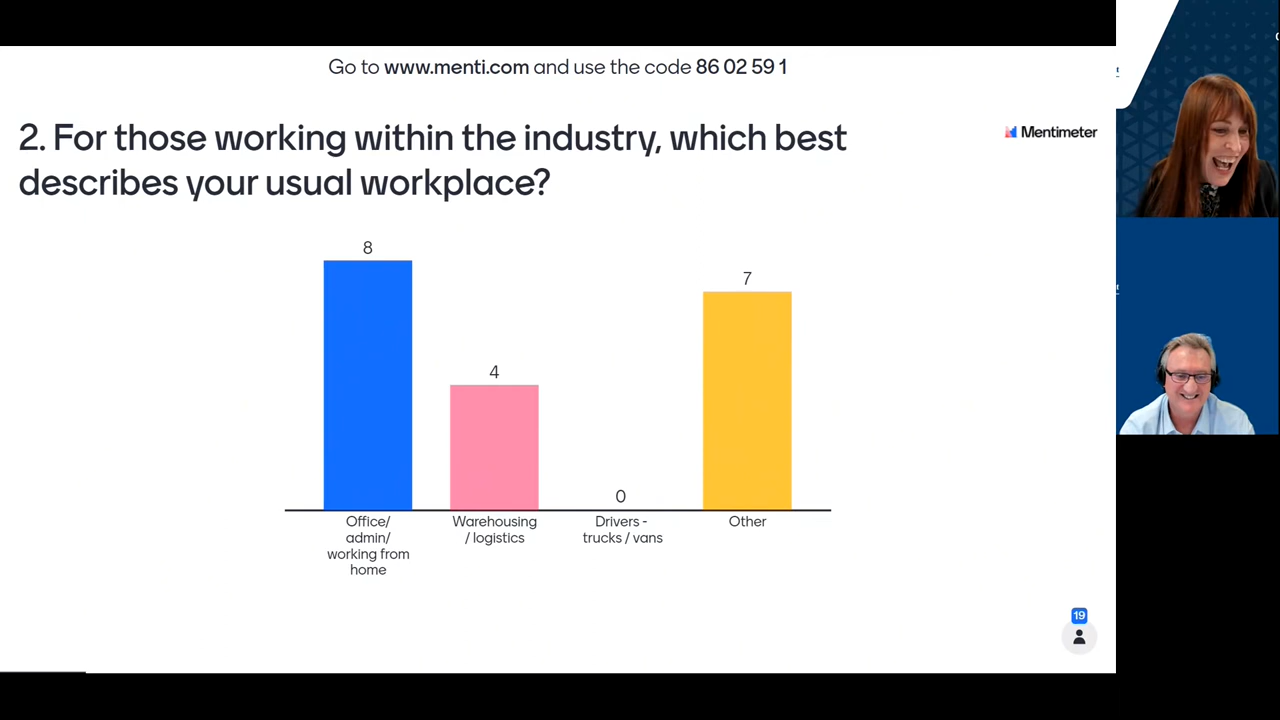 Go to www.menti.com and use the code 86 02 59 1
2. For those working within the industry, which best
describes your usual workplace?
Mentimeter
8
4
0
7
Office/
admin/
working from
home
Warehousing
/ logistics
Drivers -
trucks / vans
Other
19